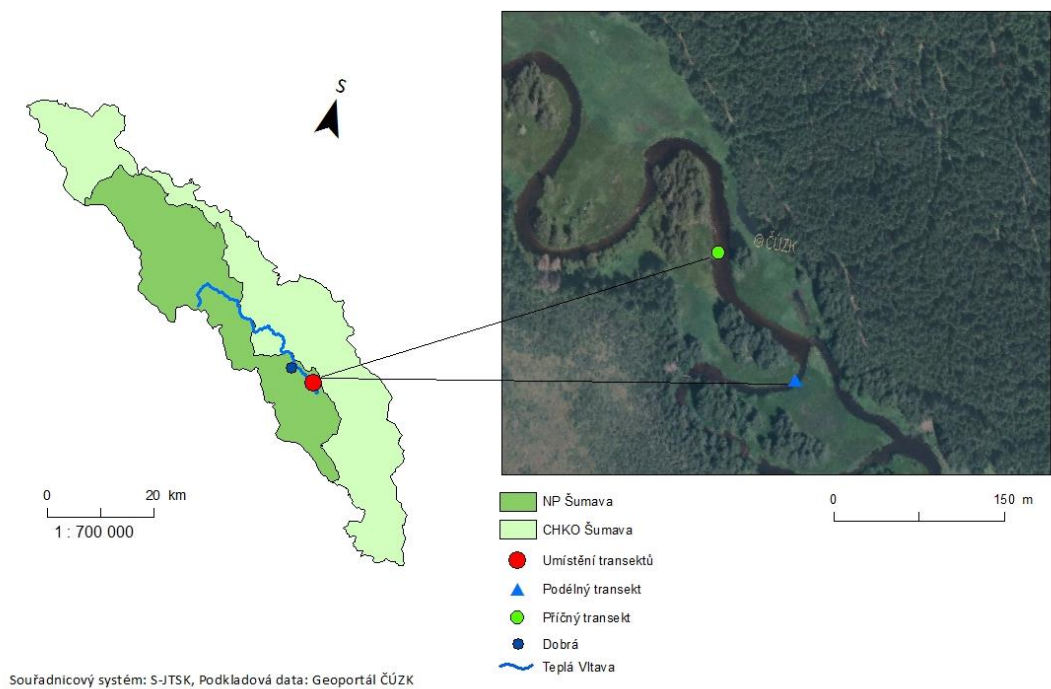 S
© ČÚZK
0 20 km
1 : 700 000
NP Šumava
CHKO Šumava
Umístění transektů
Podélný transekt
Příčný transekt
Dobrá
Teplá Vltava
0 150 m
Souřadnicový systém: S-JTSK, Podkladová data: Geoportál ČÚZK